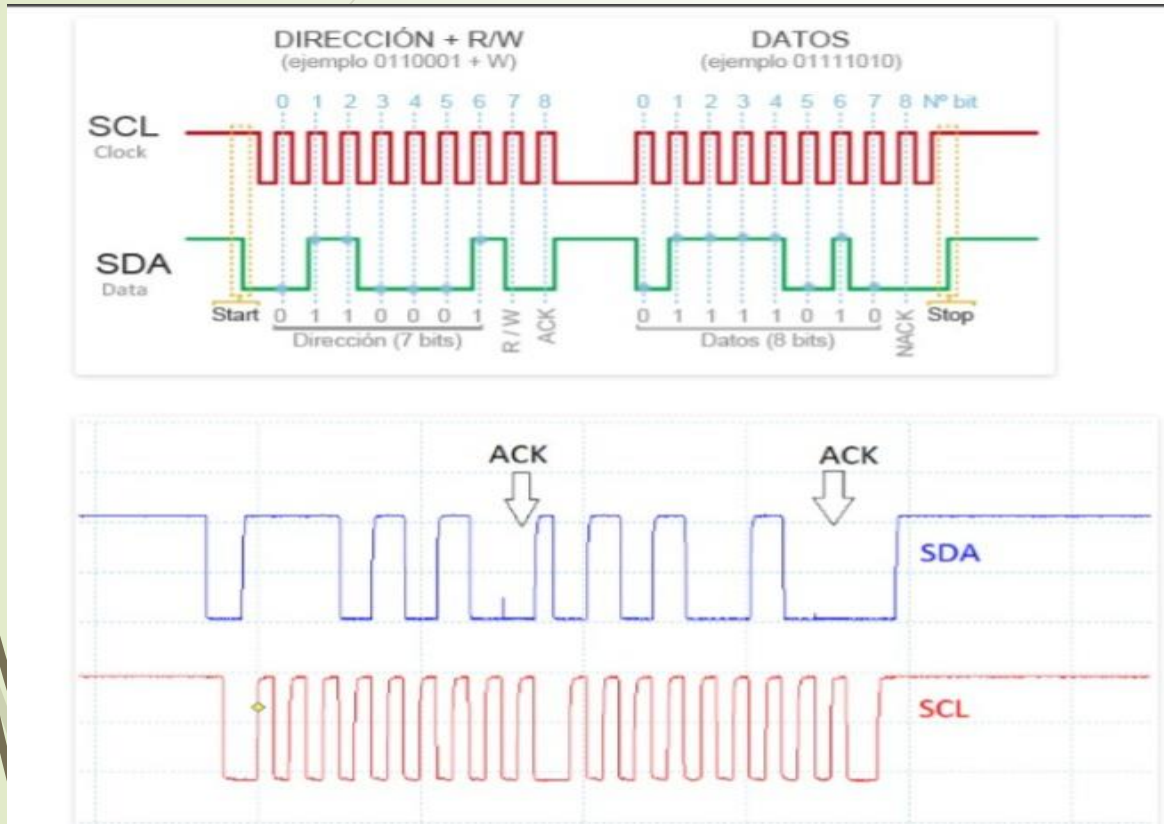 DIRECCIÓN + R/W
(ejemplo 0110001 + W)
DATOS
(ejemplo 01111010)
0 1 2 3 4 5 6 7 8
0 1 2 3 4 5 6 7 8 Nº bit
SCL
Clock
SDA
Data
Start
0 1 1 0 0 0 1
R / W
ACK
Dirección (7 bits)
0 1 1 1 1 0 1 0
NACK
Datos (8 bits)
Stop
ACK
ACK
SDA
SCL